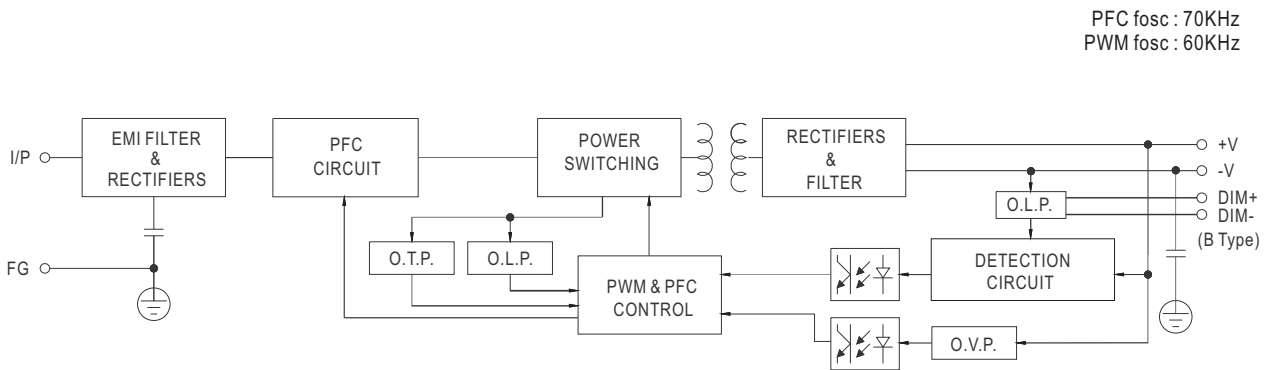 PFC fosc : 70KHz
PWM fosc : 60KHz
I/P
EMI FILTER
&
RECTIFIERS
PFC
CIRCUIT
POWER
SWITCHING
RECTIFIERS
&
FILTER
+V
-V
DIM+
DIM-
(B Type)
O.L.P.
FG
O.T.P.
O.L.P.
PWM & PFC
CONTROL
DETECTION
CIRCUIT
O.V.P.